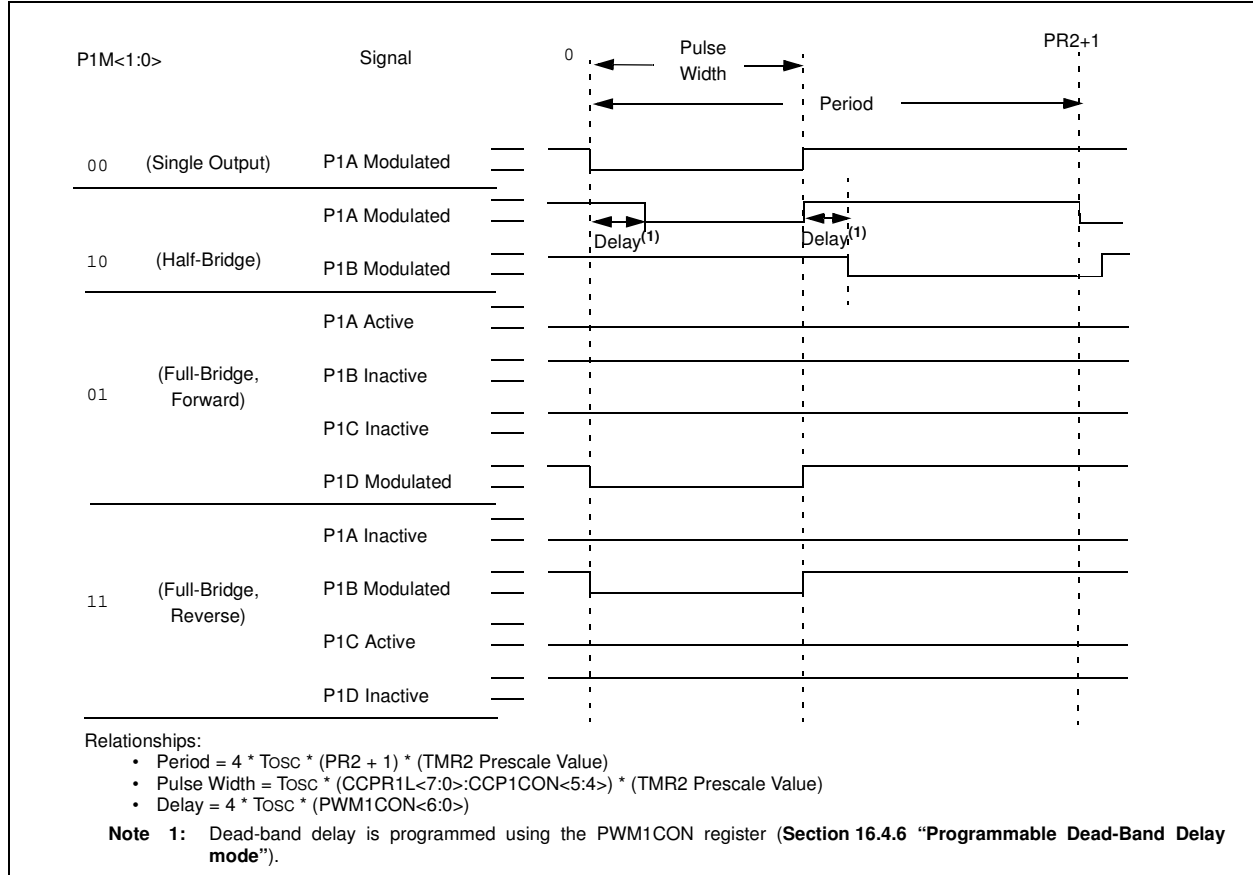 P1M<1:0>
Signal
0
Pulse
Width
PR2+1
Period
00
(Single Output)
P1A Modulated
10
(Half-Bridge)
P1A Modulated
Delay(1)
Delay(1)
P1B Modulated
01
(Full-Bridge,
Forward)
P1A Active
P1B Inactive
P1C Inactive
P1D Modulated
11
(Full-Bridge,
Reverse)
P1A Inactive
P1B Modulated
P1C Active
P1D Inactive
Relationships:
• Period = 4 * TOSC * (PR2 + 1) * (TMR2 Prescale Value)
• Pulse Width = TOSC * (CCPR1L<7:0>:CCP1CON<5:4>) * (TMR2 Prescale Value)
• Delay = 4 * TOSC * (PWM1CON<6:0>)
Note 1: Dead-band delay is programmed using the PWM1CON register (Section 16.4.6 “Programmable Dead-Band Delay
mode”).